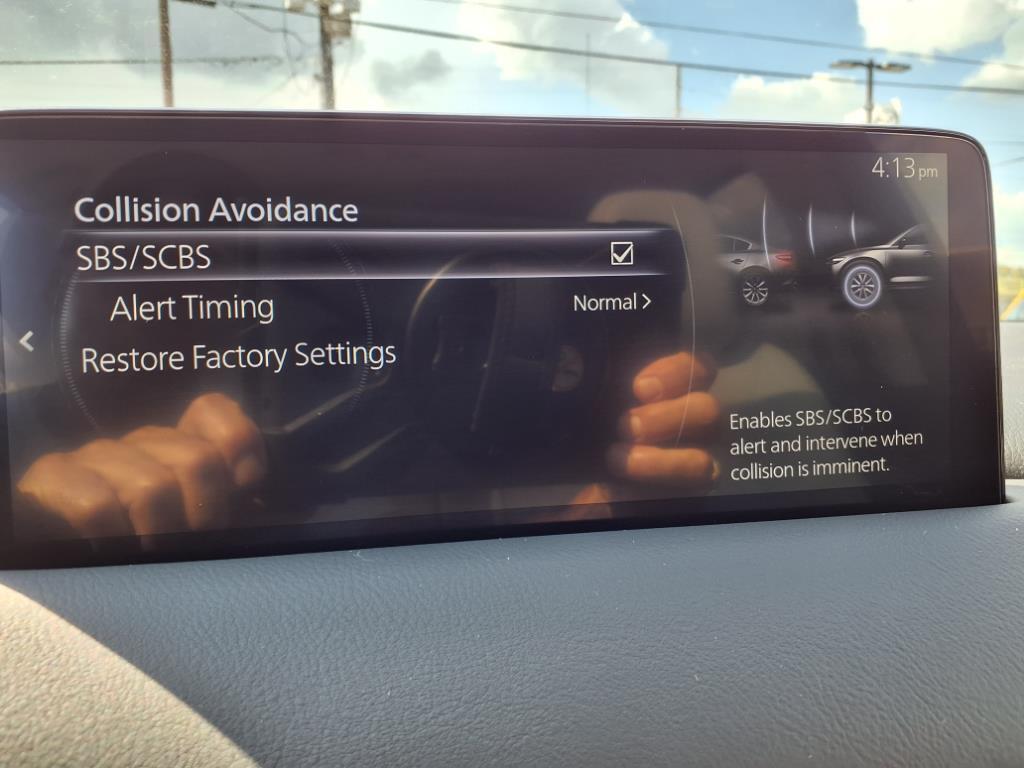 4:13 pm
Collision Avoidance
SBS/SCBS
Alert Timing
Normal
Restore Factory Settings
Enables SBS/SCBS to
alert and intervene when
collision is imminent.